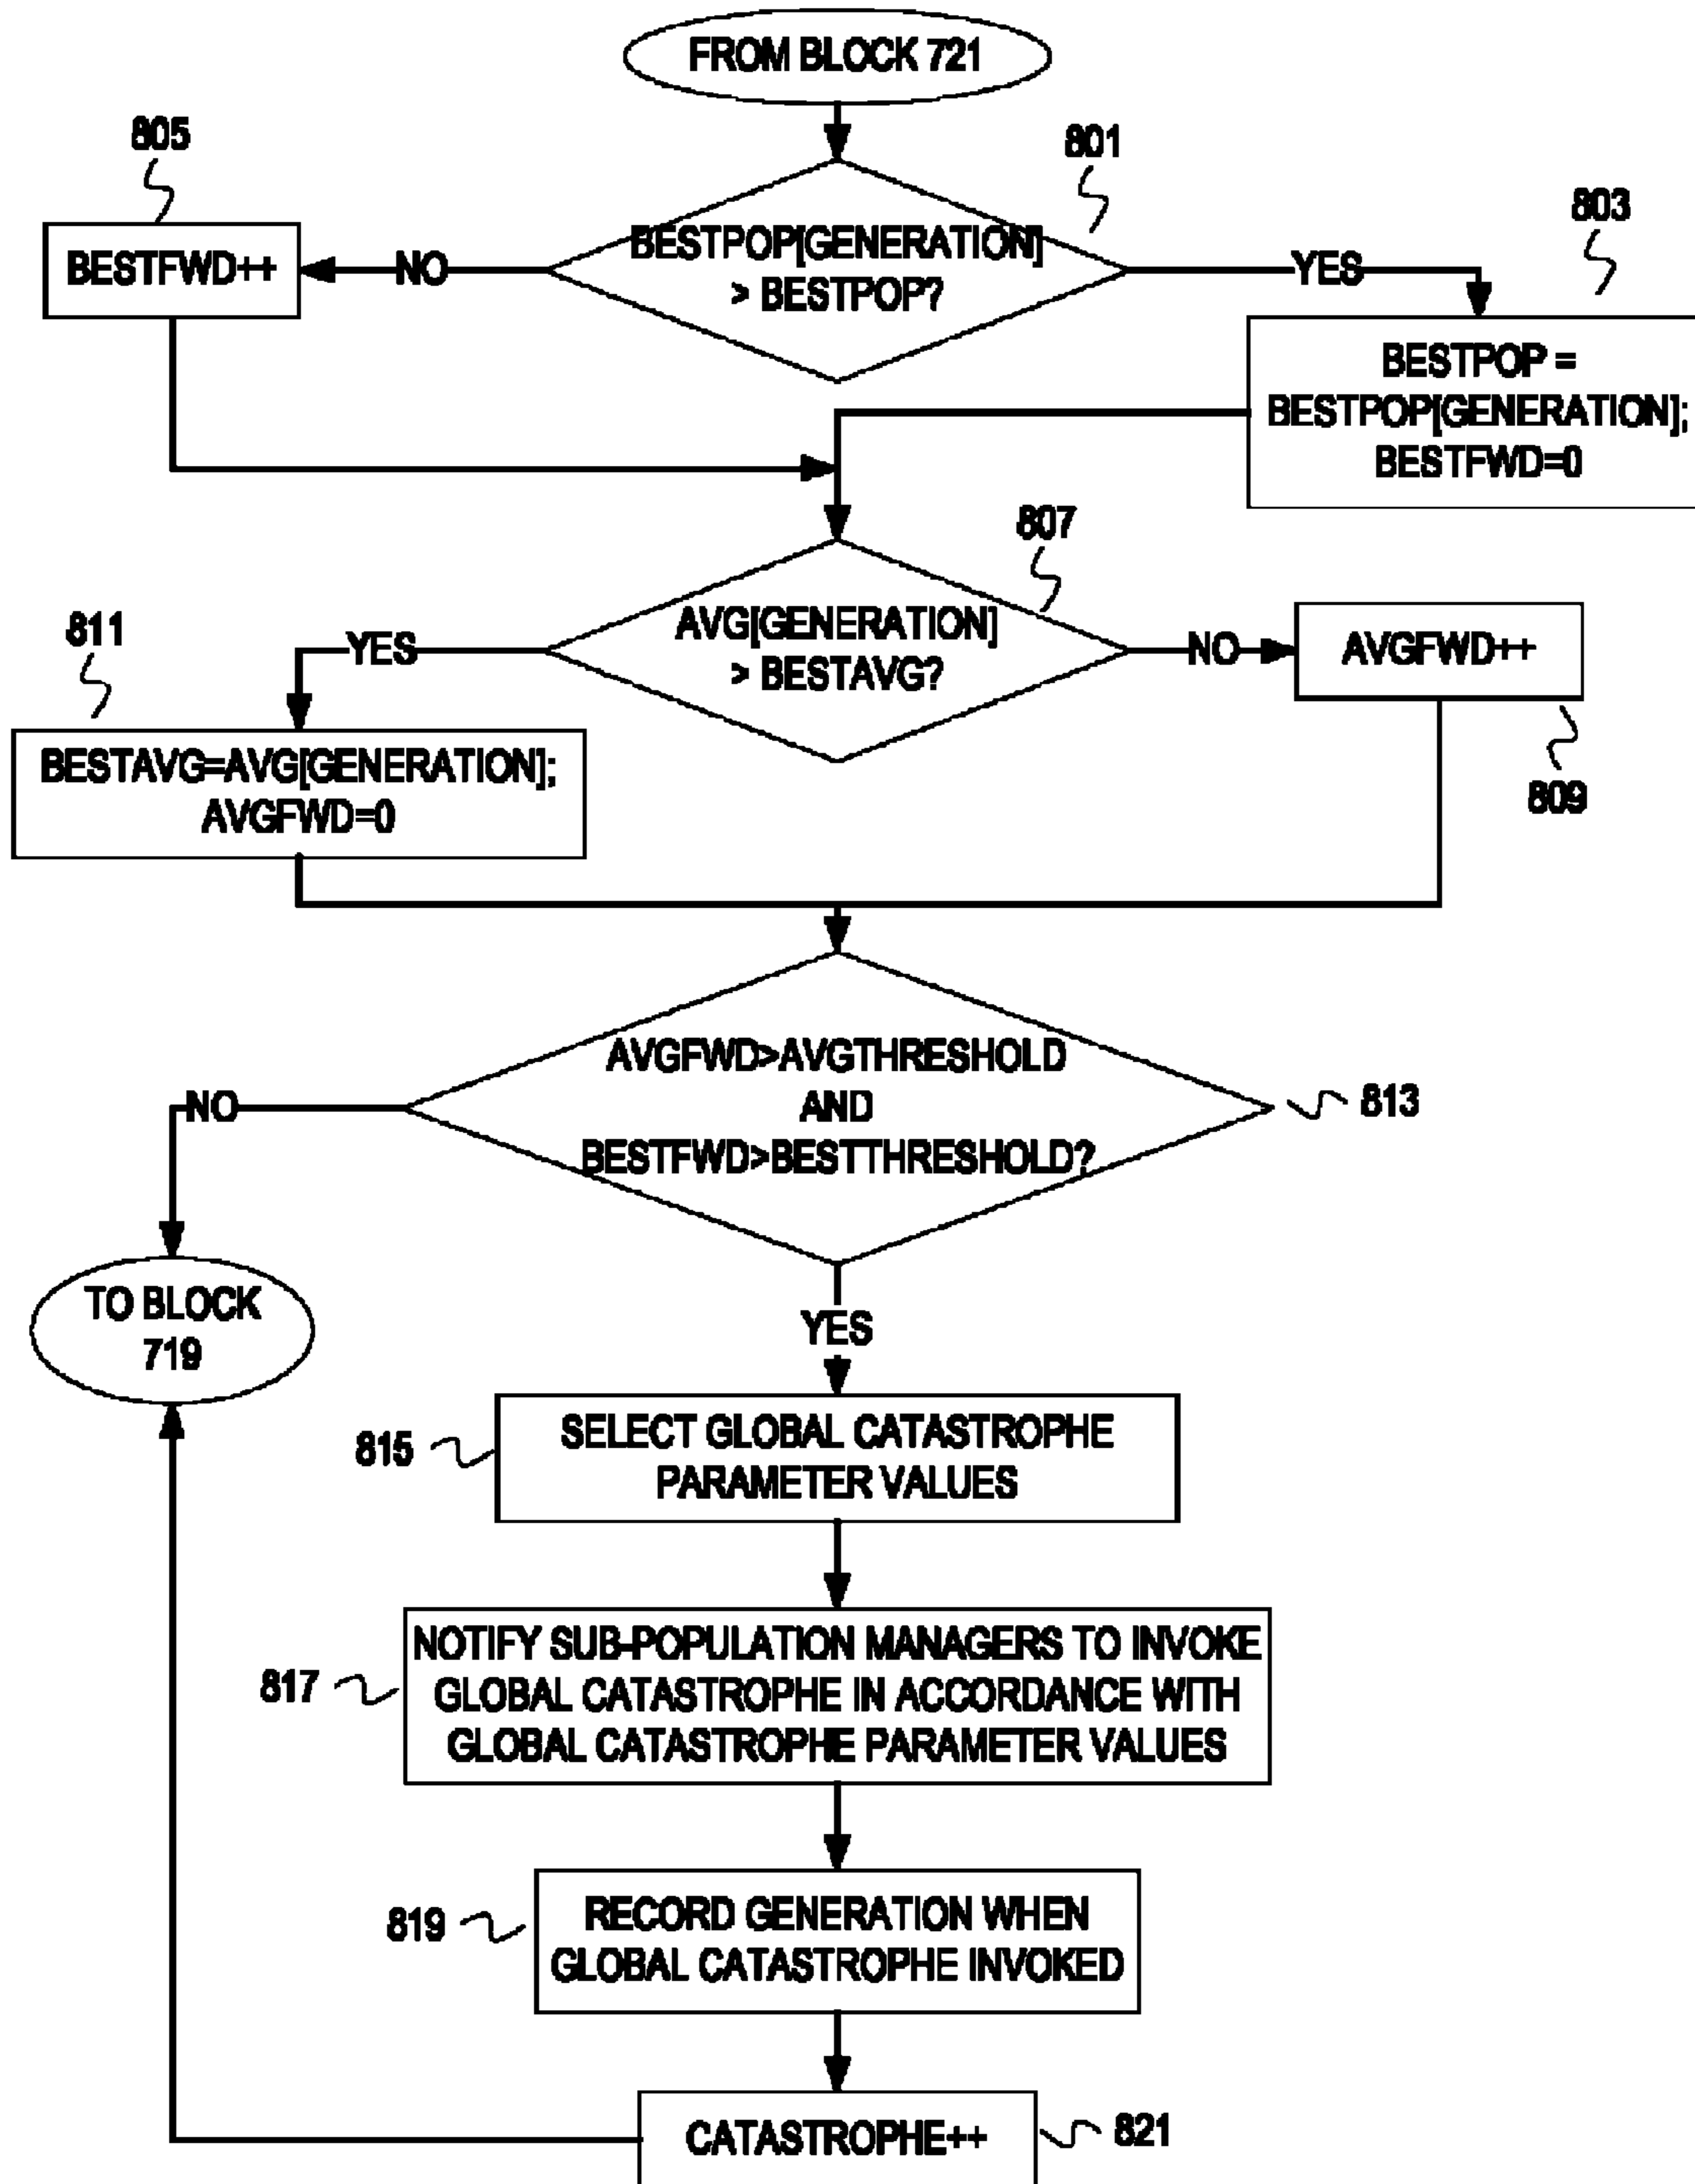 FROM BLOCK 721
805
801
803
BESTPOP[GENERATION]
> BESTPOP?
BESTFWD++
NO
YES
BESTPOP =
BESTPOP[GENERATION];
BESTFWD=0
807
811
AVG[GENERATION]
> BESTAVG?
YES
NO
AVGFWD++
809
BESTAVG=AVG[GENERATION];
AVGFWD=0
AVGFWD>AVGTHRESHOLD
AND
BESTFWD>BESTTHRESHOLD?
NO
813
TO BLOCK
719
YES
815
SELECT GLOBAL CATASTROPHE
PARAMETER VALUES
817
NOTIFY SUB-POPULATION MANAGERS TO INVOKE
GLOBAL CATASTROPHE IN ACCORDANCE WITH
GLOBAL CATASTROPHE PARAMETER VALUES
819
RECORD GENERATION WHEN
GLOBAL CATASTROPHE INVOKED
CATASTROPHE++
821